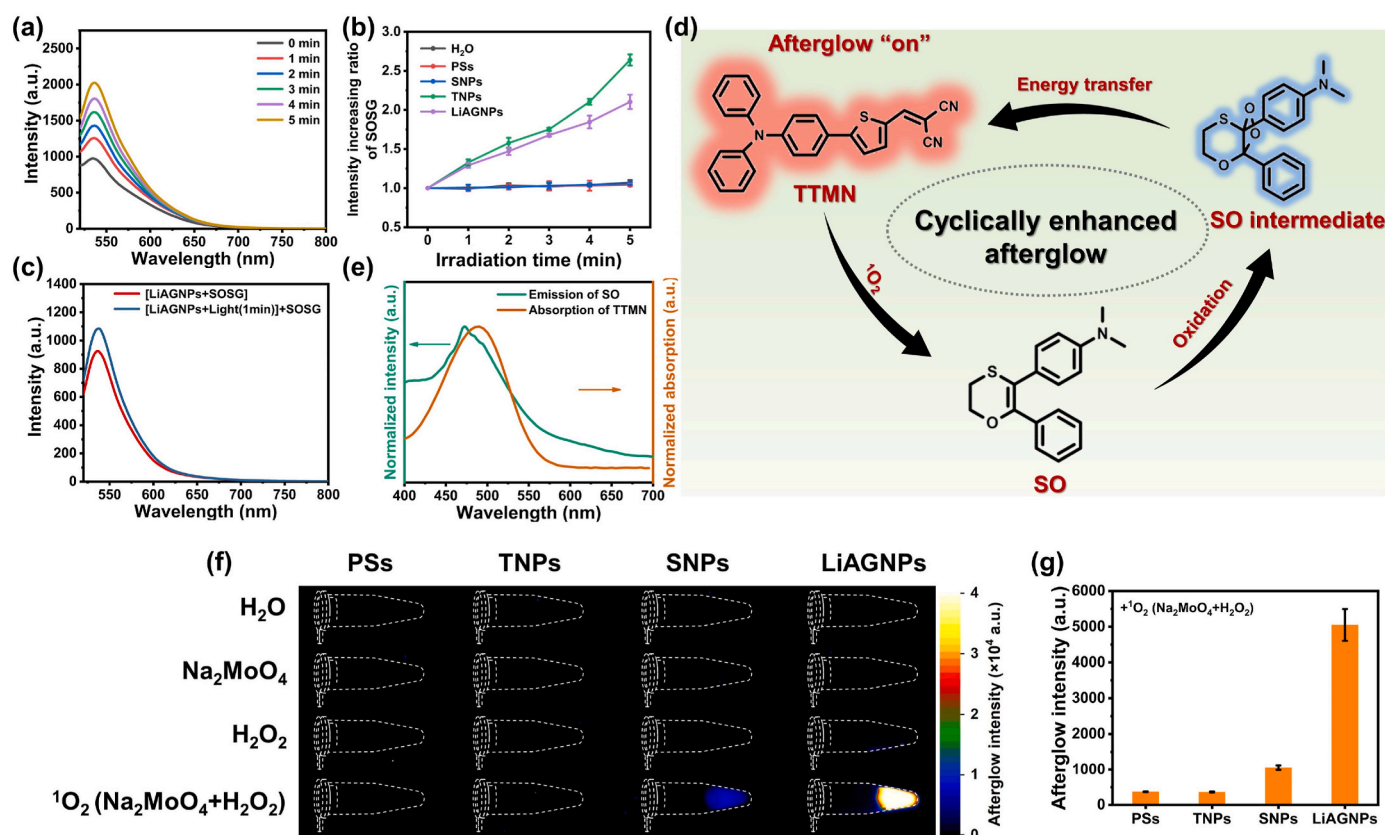 (a)
Intensity (a.u.)
2500
2000
1500
1000
500
0
0 min
1 min
2 min
3 min
4 min
5 min
550 600 650 700 750 800
Wavelength (nm)
(b)
Intensity increasing ratio
of SOSG
3.0
2.5
2.0
1.5
1.0
0.5
H₂O
PSs
SNPs
TNPs
LiAGNPs
0 1 2 3 4 5
Irradiation time (min)
(c)
Intensity (a.u.)
1400
1200
1000
800
600
400
200
0
[LiAGNPs+SOSG]
[LiAGNPs+Light(1min)]+SOSG
550 600 650 700 750 800
Wavelength (nm)
(e)
Normalized intensity (a.u.)
Emission of SO
Absorption of TTMN
Normalized absorption (a.u.)
400 450 500 550 600 650 700
Wavelength (nm)
(d)
Afterglow “on”
N
S
CN
CN
TTMN
Energy transfer
N
S
O
O
O
SO intermediate
Cyclically enhanced
afterglow
¹O₂
Oxidation
N
S
O
SO
(f)
PSs TNPs SNPs LiAGNPs
H₂O
Na₂MoO₄
H₂O₂
¹O₂ (Na₂MoO₄+H₂O₂)
4
3
2
1
0
Afterglow intensity (×10⁴ a.u.)
(g)
Afterglow intensity (a.u.)
+¹O₂ (Na₂MoO₄+H₂O₂)
6000
5000
4000
3000
2000
1000
0
PSs TNPs SNPs LiAGNPs